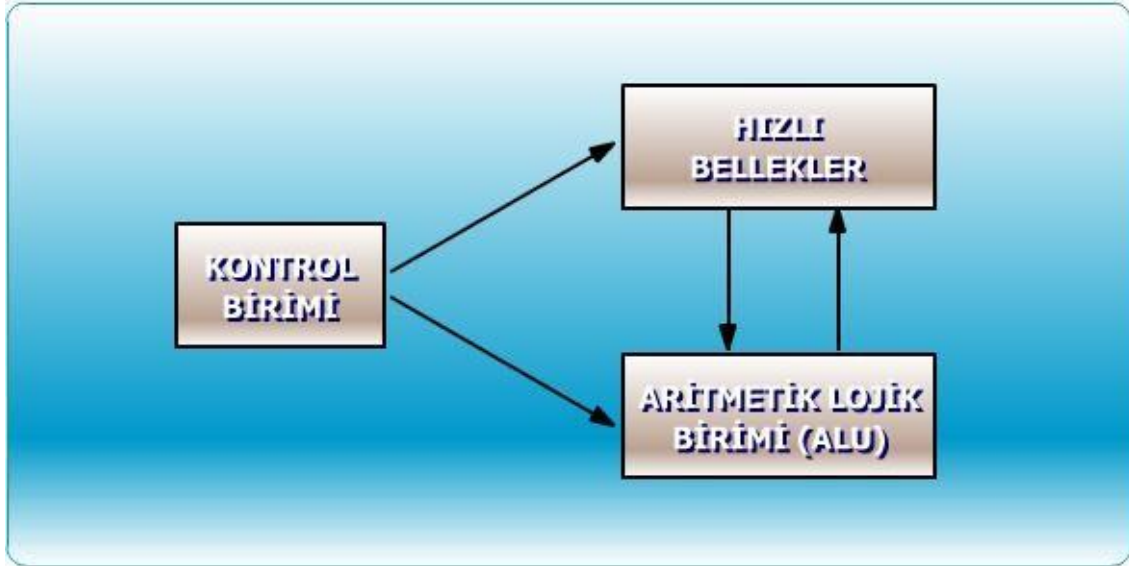 HIZLI
BELLEKLER
KONTROL
BİRİMİ
ARİTMETİK LOJİK
BİRİMİ (ALU)